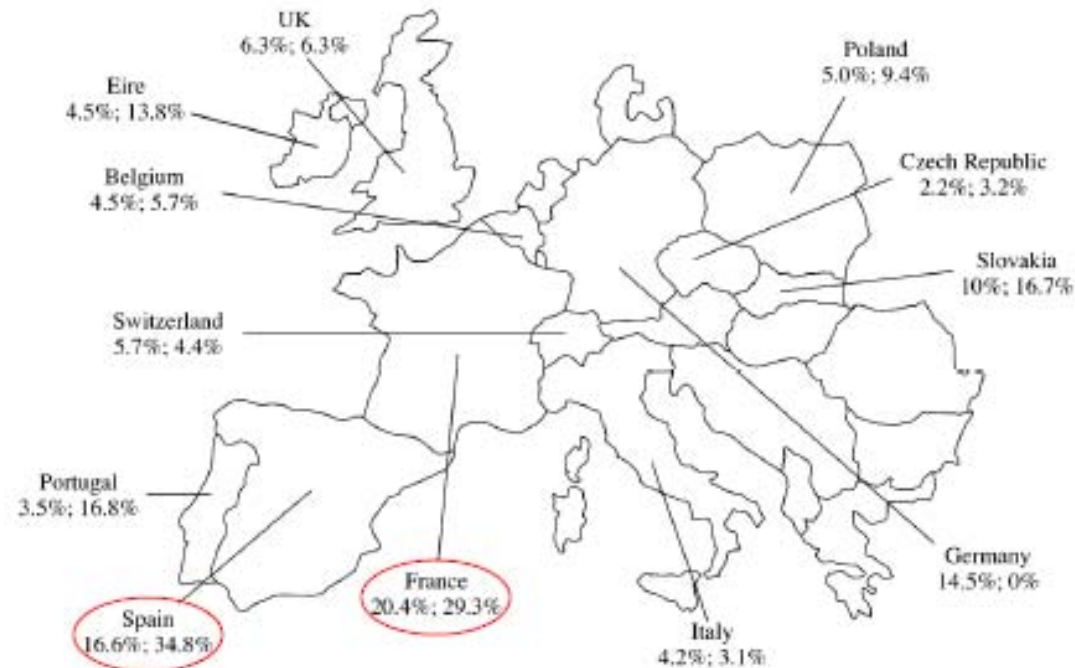 UK
6.3%; 6.3%
Poland
5.0%; 9.4%
Eire
4.5%; 13.8%
Czech Republic
2.2%; 3.2%
Belgium
4.5%; 5.7%
Slovakia
10%; 16.7%
Switzerland
5.7%; 4.4%
Portugal
3.5%; 16.8%
Germany
14.5%; 0%
France
20.4%; 29.3%
Spain
16.6%; 34.8%
Italy
4.2%; 3.1%